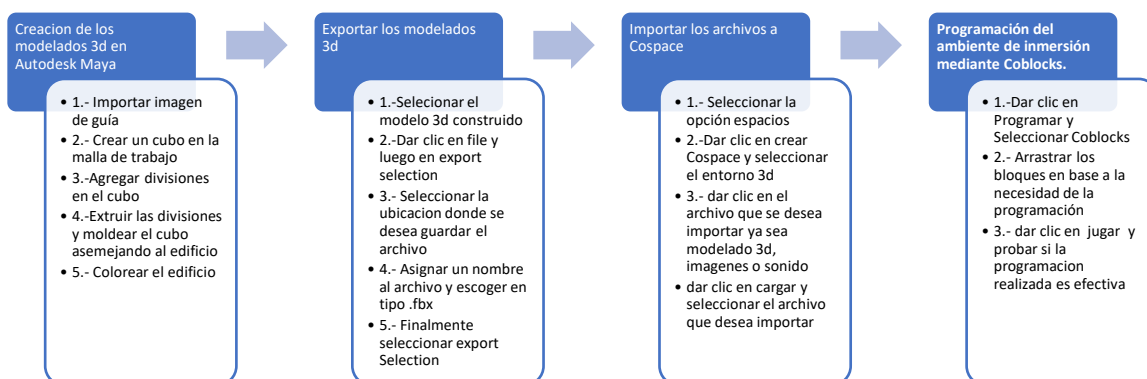 Creacion de los
modelados 3d en
Autodesk Maya
• 1.- Importar imagen
de guía
• 2.- Crear un cubo en la
malla de trabajo
• 3.-Agregar divisiones
en el cubo
• 4.-Extruir las divisiones
y moldear el cubo
asemejando al edificio
• 5.- Colorear el edificio
Exportar los modelados
3d
• 1.-Selecionar el
modelo 3d construido
• 2.-Dar clic en file y
luego en export
selection
• 3.- Seleccionar la
ubicacion donde se
desea guardar el
archivo
• 4.- Asignar un nombre
al archivo y escoger en
tipo .fbx
• 5.- Finalmente
seleccionar export
Selection
Importar los archivos a
Cospace
• 1.- Seleccionar la
opción espacios
• 2.-Dar clic en crear
Cospace y seleccionar
el entorno 3d
• 3.- dar clic en el
archivo que se desea
importar ya sea
modelado 3d,
imagenes o sonido
• dar clic en cargar y
seleccionar el archivo
que desea importar
Programación del
ambiente de inmersión
mediante Coblocks.
• 1.-Dar clic en
Programar y
Seleccionar Coblocks
• 2.- Arrastrar los
bloques en base a la
necesidad de la
programación
• 3.- dar clic en jugar y
probar si la
programacion
realizada es efectiva